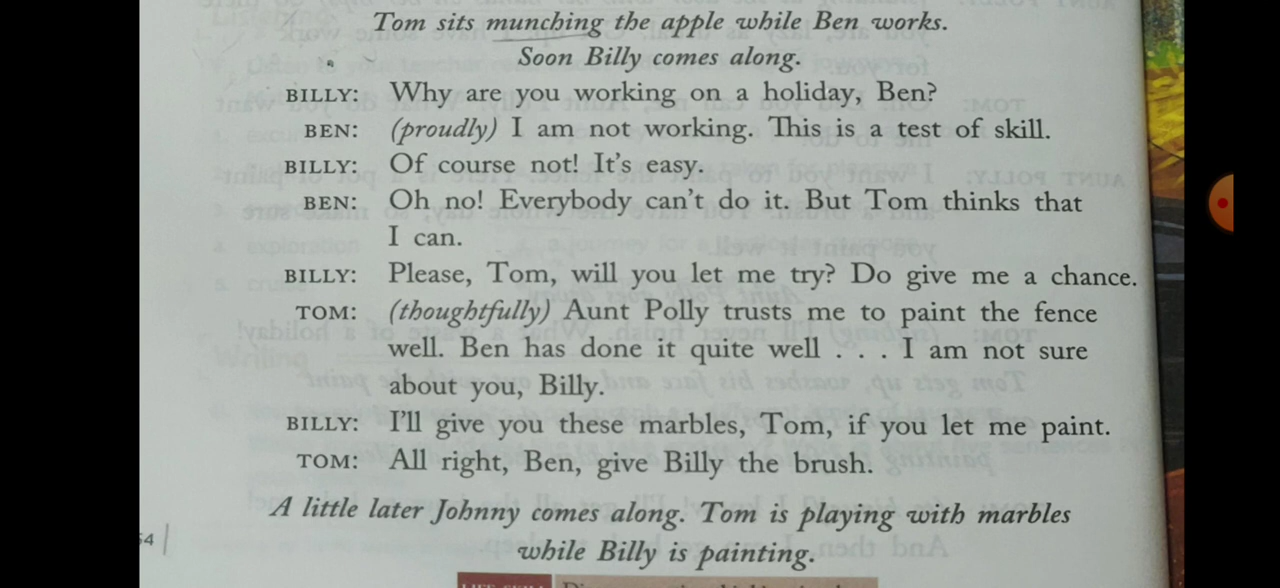 Tom sits munching the apple while Ben works.
Soon Billy comes along.
BILLY: Why are you working on a holiday, Ben?
BEN: (proudly) I am not working. This is a test of skill.
BILLY: Of course not! It's easy.
BEN: Oh no! Everybody can't do it. But Tom thinks that
I can.
BILLY: Please, Tom, will you let me try? Do give me a chance.
TOM: (thoughtfully) Aunt Polly trusts me to paint the fence
well. Ben has done it quite well . . . I am not sure
about you, Billy.
BILLY: I'll give you these marbles, Tom, if you let me paint.
TOM: All right, Ben, give Billy the brush.
A little later Johnny comes along. Tom is playing with marbles
54
while Billy is painting.